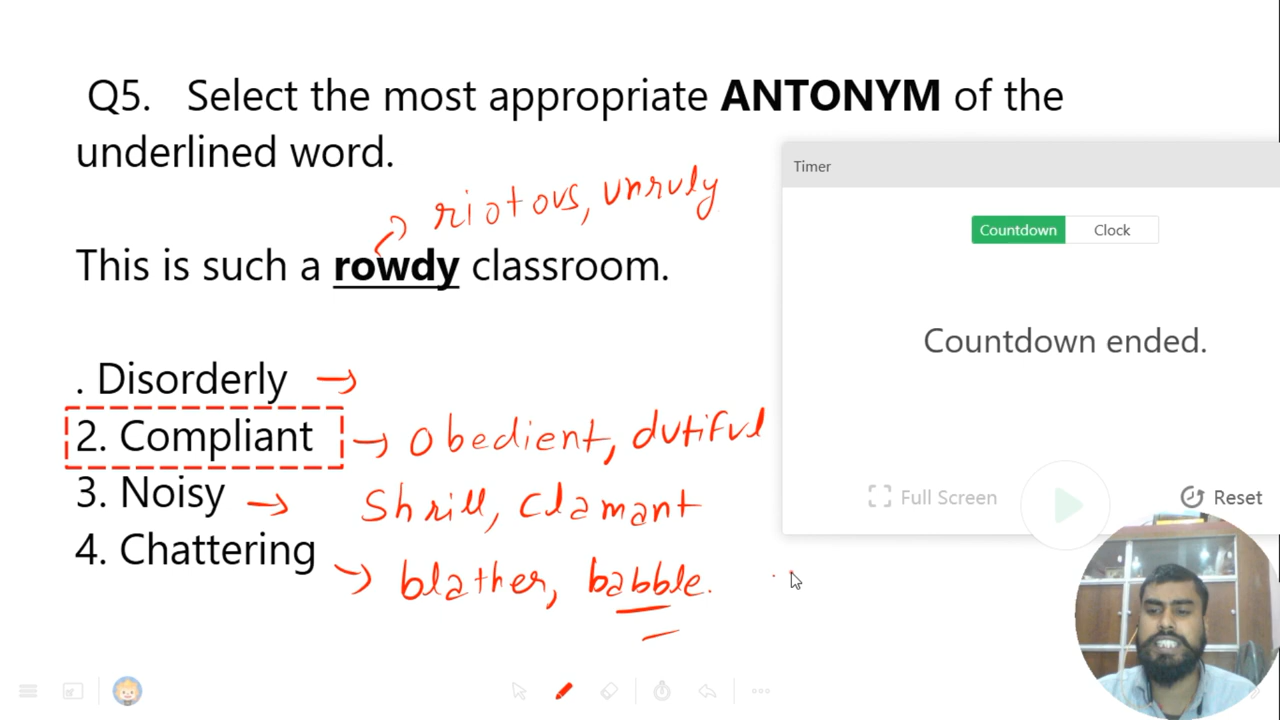 Q5. Select the most appropriate ANTONYM of the
underlined word.
riotous, unruly
This is such a rowdy classroom.
. Disorderly →
2. Compliant → obedient, dutiful
3. Noisy → Shrill, clamant
4. Chattering → blather, babble.
Timer
Countdown Clock
Countdown ended.
Full Screen
Reset